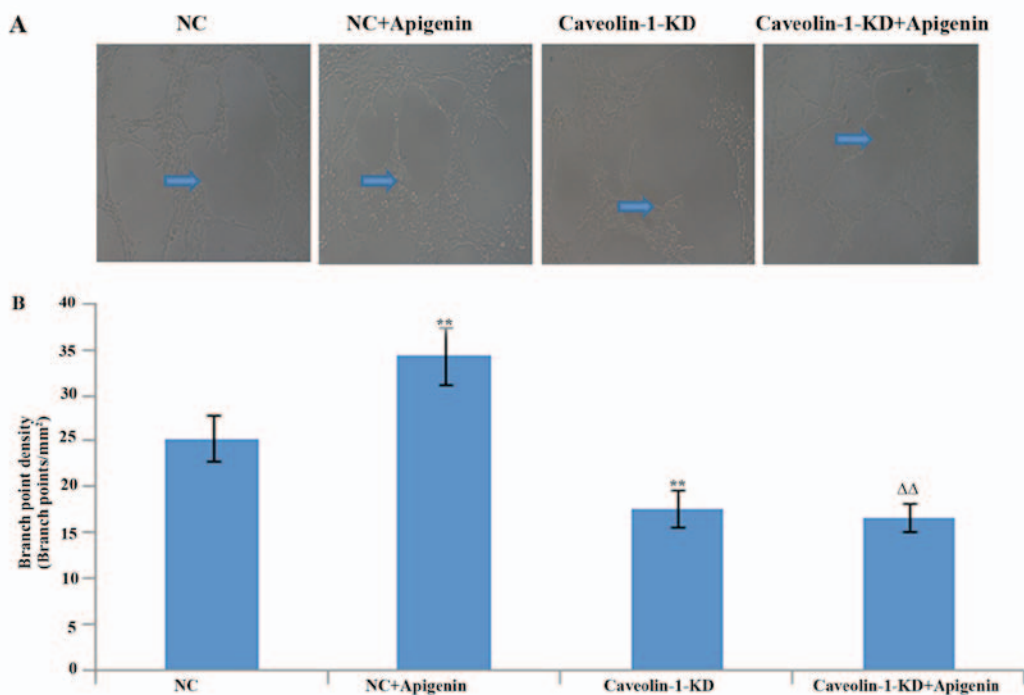 A
NC
NC+Apigenin
Caveolin-1-KD
Caveolin-1-KD+Apigenin
B
Branch point density
(Branch points/mm²)
40
35
30
25
20
15
10
5
0
**
**
ΔΔ
NC
NC+Apigenin
Caveolin-1-KD
Caveolin-1-KD+Apigenin